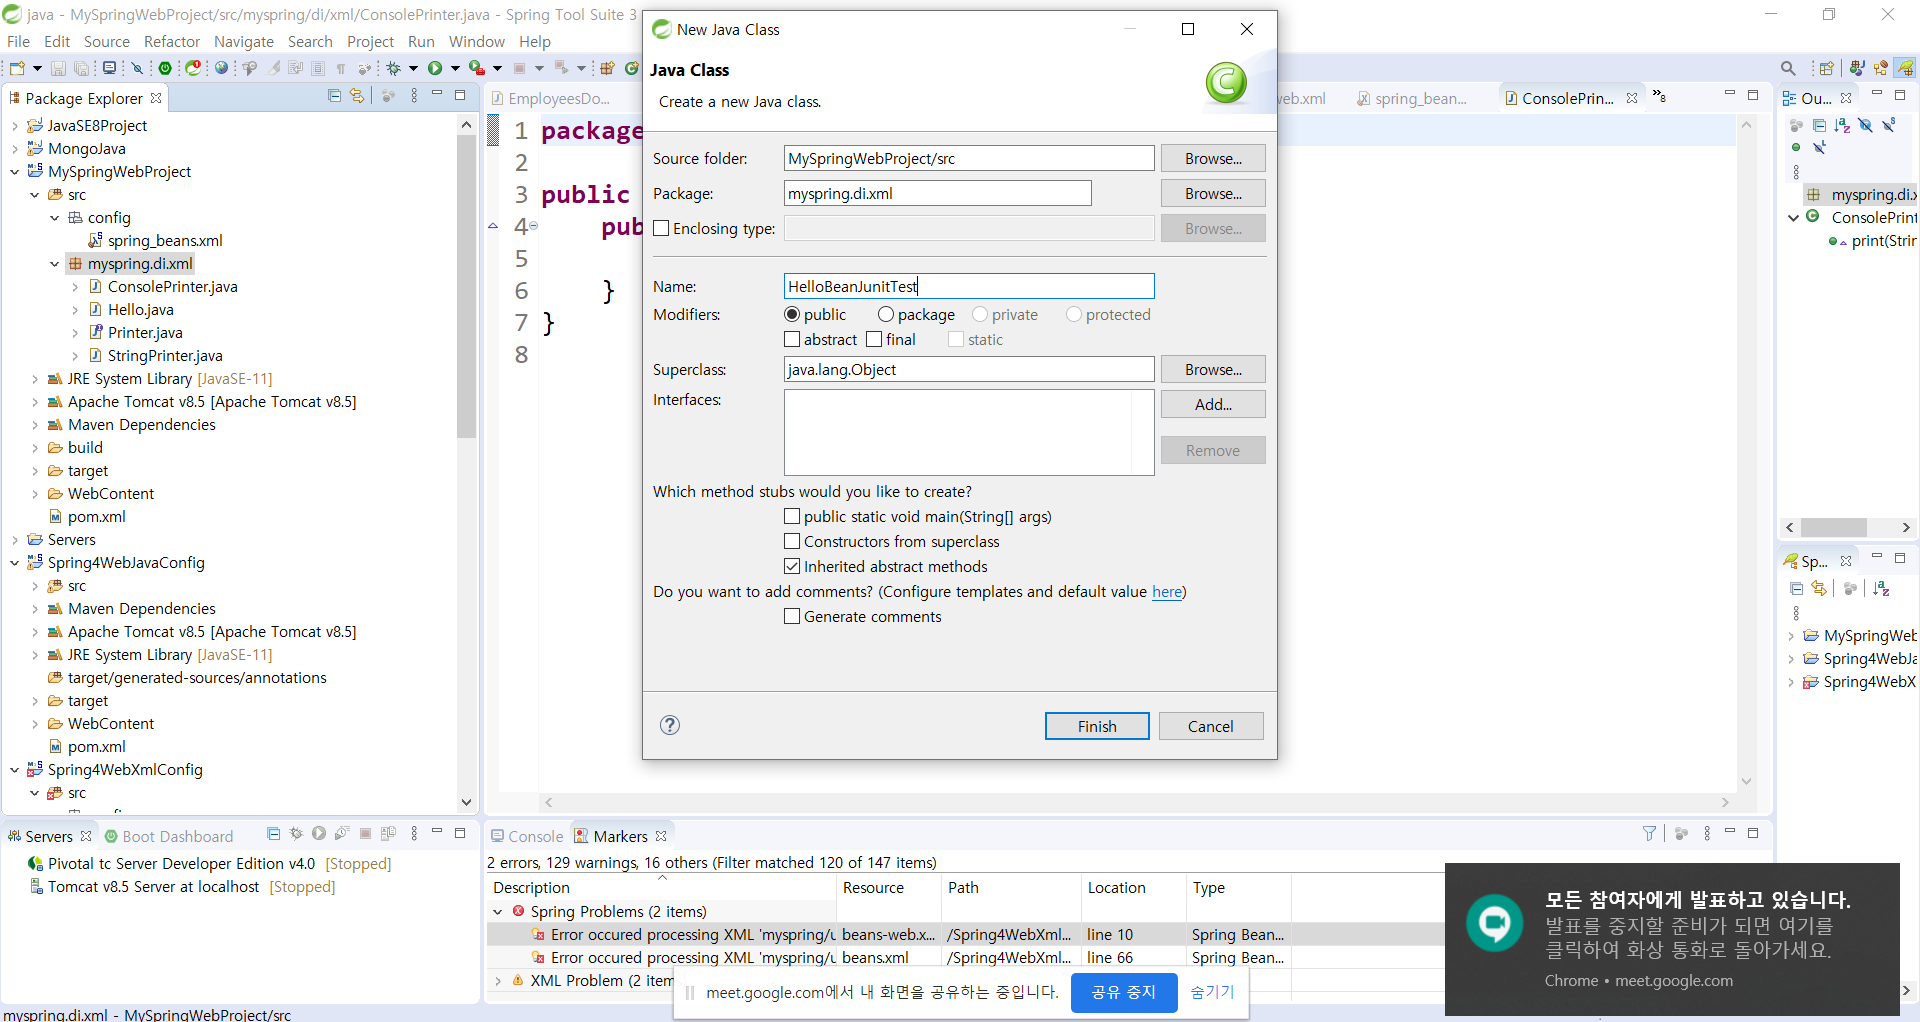 java - MySpringWebProject/src/myspring/di/xml/ConsolePrinter.java - Spring Tool Suite 3
File Edit Source Refactor Navigate Search Project Run Window Help
Package Explorer
JavaSE8Project
MongoJava
MySpringWebProject
src
config
spring_beans.xml
myspring.di.xml
ConsolePrinter.java
Hello.java
Printer.java
StringPrinter.java
JRE System Library [JavaSE-11]
Apache Tomcat v8.5 [Apache Tomcat v8.5]
Maven Dependencies
build
target
WebContent
pom.xml
Servers
Spring4WebJavaConfig
src
Maven Dependencies
Apache Tomcat v8.5 [Apache Tomcat v8.5]
JRE System Library [JavaSE-11]
target/generated-sources/annotations
target
WebContent
pom.xml
Spring4WebXmlConfig
src
EmployeesDo...
eb.xml
spring_bean...
ConsolePrin...
8
1 package
2
3 public
4 pub
5
6 }
7 }
8
New Java Class
Java Class
Create a new Java class.
Source folder: MySpringWebProject/src Browse...
Package: myspring.di.xml Browse...
Enclosing type: Browse...
Name: HelloBeanJunitTest
Modifiers: public package private protected
abstract final static
Superclass: java.lang.Object Browse...
Interfaces: Add...
Remove
Which method stubs would you like to create?
public static void main(String[] args)
Constructors from superclass
Inherited abstract methods
Do you want to add comments? (Configure templates and default value here)
Generate comments
Finish Cancel
Ou...
myspring.di.x
ConsolePrint
print(Strin
Sp...
MySpringWeb
Spring4WebJa
Spring4WebX
Servers Boot Dashboard
Pivotal tc Server Developer Edition v4.0 [Stopped]
Tomcat v8.5 Server at localhost [Stopped]
Console Markers
2 errors, 129 warnings, 16 others (Filter matched 120 of 147 items)
Description Resource Path Location Type
Spring Problems (2 items)
Error occured processing XML 'myspring/u beans-web.x... /Spring4WebXml... line 10 Spring Bean...
Error occured processing XML 'myspring/u beans.xml /Spring4WebXml... line 66 Spring Bean...
XML Problem (2 item
meet.google.com에서 내 화면을 공유하는 중입니다. 공유 중지 숨기기
모든 참여자에게 발표하고 있습니다.
발표를 중지할 준비가 되면 여기를
클릭하여 화상 통화로 돌아가세요.
Chrome • meet.google.com
myspring.di.xml - MySpringWebProject/src